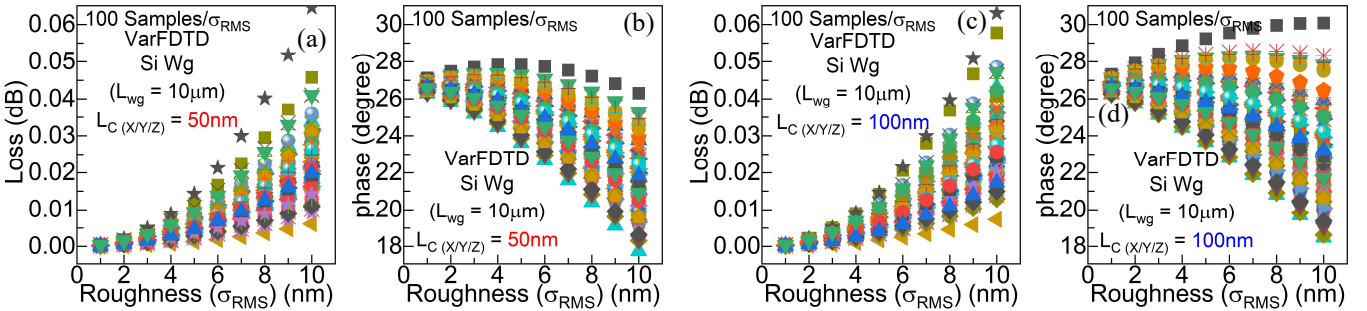 100 Samples/σRMS
(a)
VarFDTD
Si Wg
(Lwg = 10μm)
LC (X/Y/Z) = 50nm
0.06
0.05
0.04
0.03
0.02
0.01
0.00
Loss (dB)
0 2 4 6 8 10
Roughness (σRMS) (nm)
100 Samples/σRMS
(b)
30
28
26
24
22
20
18
phase (degree)
VarFDTD
Si Wg
(Lwg = 10μm)
LC (X/Y/Z) = 50nm
0 2 4 6 8 10
Roughness (σRMS) (nm)
100 Samples/σRMS
(c)
VarFDTD
Si Wg
(Lwg = 10μm)
LC (X/Y/Z) = 100nm
0.06
0.05
0.04
0.03
0.02
0.01
0.00
Loss (dB)
0 2 4 6 8 10
Roughness (σRMS) (nm)
100 Samples/σRMS
30
28
26
24
22
20
18
phase (degree)
(d)
VarFDTD
Si Wg
(Lwg = 10μm)
LC (X/Y/Z) = 100nm
0 2 4 6 8 10
Roughness (σRMS) (nm)